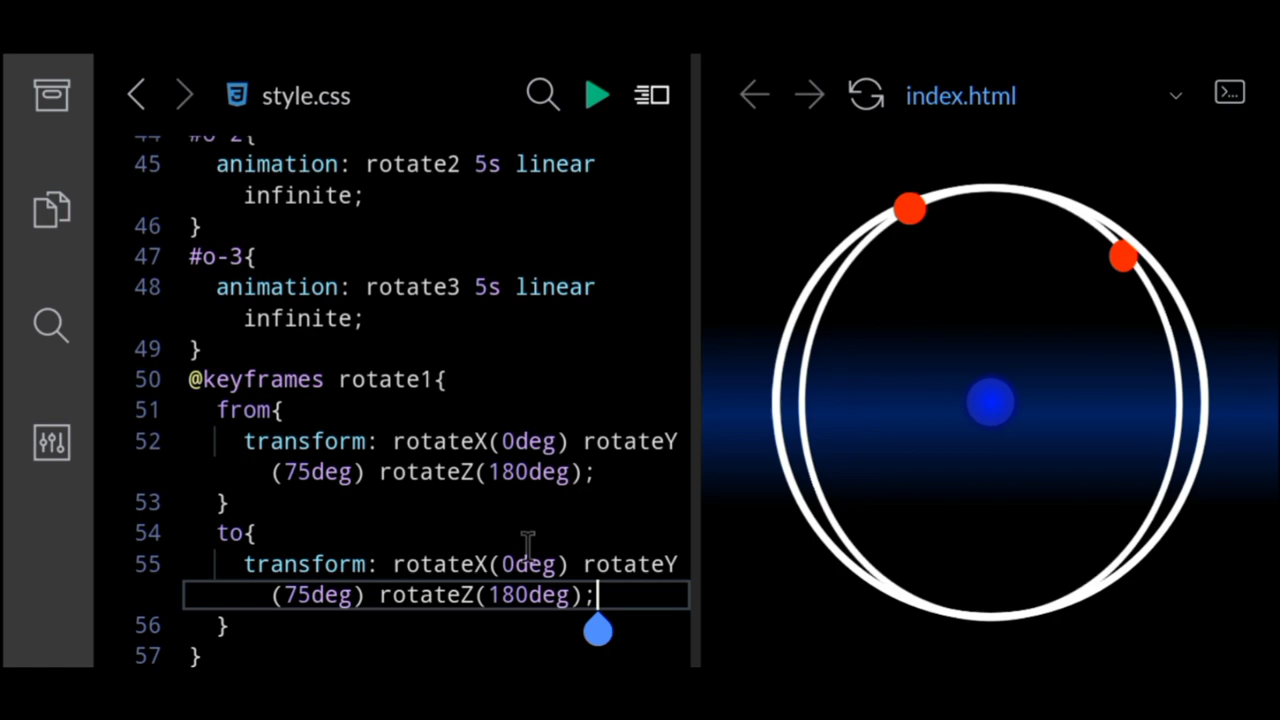 style.css
index.html
44 #o-2{
45 animation: rotate2 5s linear
infinite;
46 }
47 #o-3{
48 animation: rotate3 5s linear
infinite;
49 }
50 @keyframes rotate1{
51 from{
52 transform: rotateX(0deg) rotateY
(75deg) rotateZ(180deg);
53 }
54 to{
55 transform: rotateX(0deg) rotateY
(75deg) rotateZ(180deg);
56 }
57 }